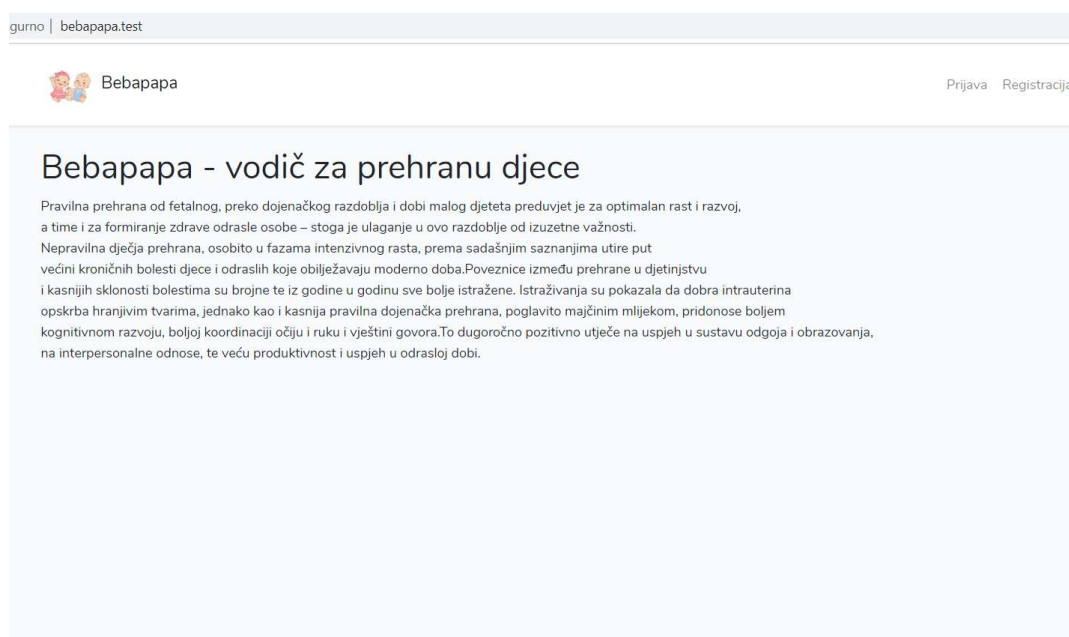 gurno | bebapapa.test
Bebapapa
Prijava Registracija
Bebapapa - vodič za prehranu djece
Pravilna prehrana od fetalnog, preko dojenačkog razdoblja i dobi malog djeteta preduvjet je za optimalan rast i razvoj,
a time i za formiranje zdrave odrasle osobe – stoga je ulaganje u ovo razdoblje od izuzetne važnosti.
Nepravilna dječja prehrana, osobito u fazama intenzivnog rasta, prema sadašnjim saznanjima utire put
većini kroničnih bolesti djece i odraslih koje obilježavaju moderno doba.Poveznice između prehrane u djetinjstvu
i kasnijih sklonosti bolestima su brojne te iz godine u godinu sve bolje istražene. Istraživanja su pokazala da dobra intrauterina
opskrba hranjivim tvarima, jednako kao i kasnija pravilna dojenačka prehrana, poglavito majčinim mlijekom, pridonose boljem
kognitivnom razvoju, boljoj koordinaciji očiju i ruku i vještini govora.To dugoročno pozitivno utječe na uspjeh u sustavu odgoja i obrazovanja,
na interpersonalne odnose, te veću produktivnost i uspjeh u odrasloj dobi.